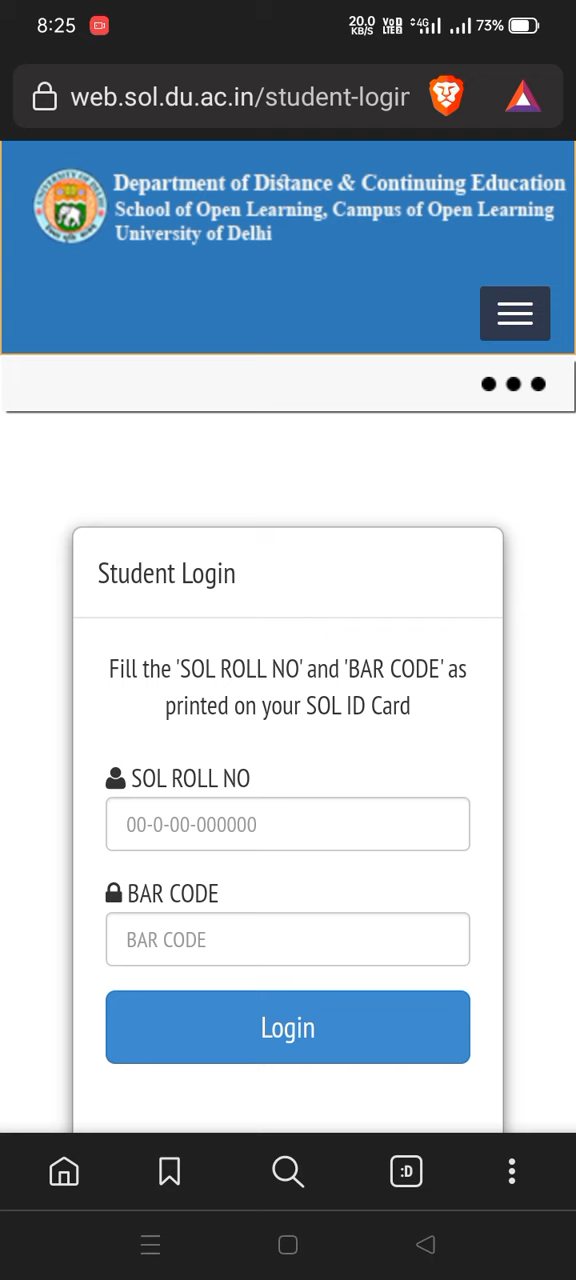 8:25
20.0 KB/S VoD LTE2 4G 73%
web.sol.du.ac.in/student-logir
Department of Distance & Continuing Education
School of Open Learning, Campus of Open Learning
University of Delhi
Student Login
Fill the 'SOL ROLL NO' and 'BAR CODE' as
printed on your SOL ID Card
SOL ROLL NO
00-0-00-000000
BAR CODE
BAR CODE
Login
:D